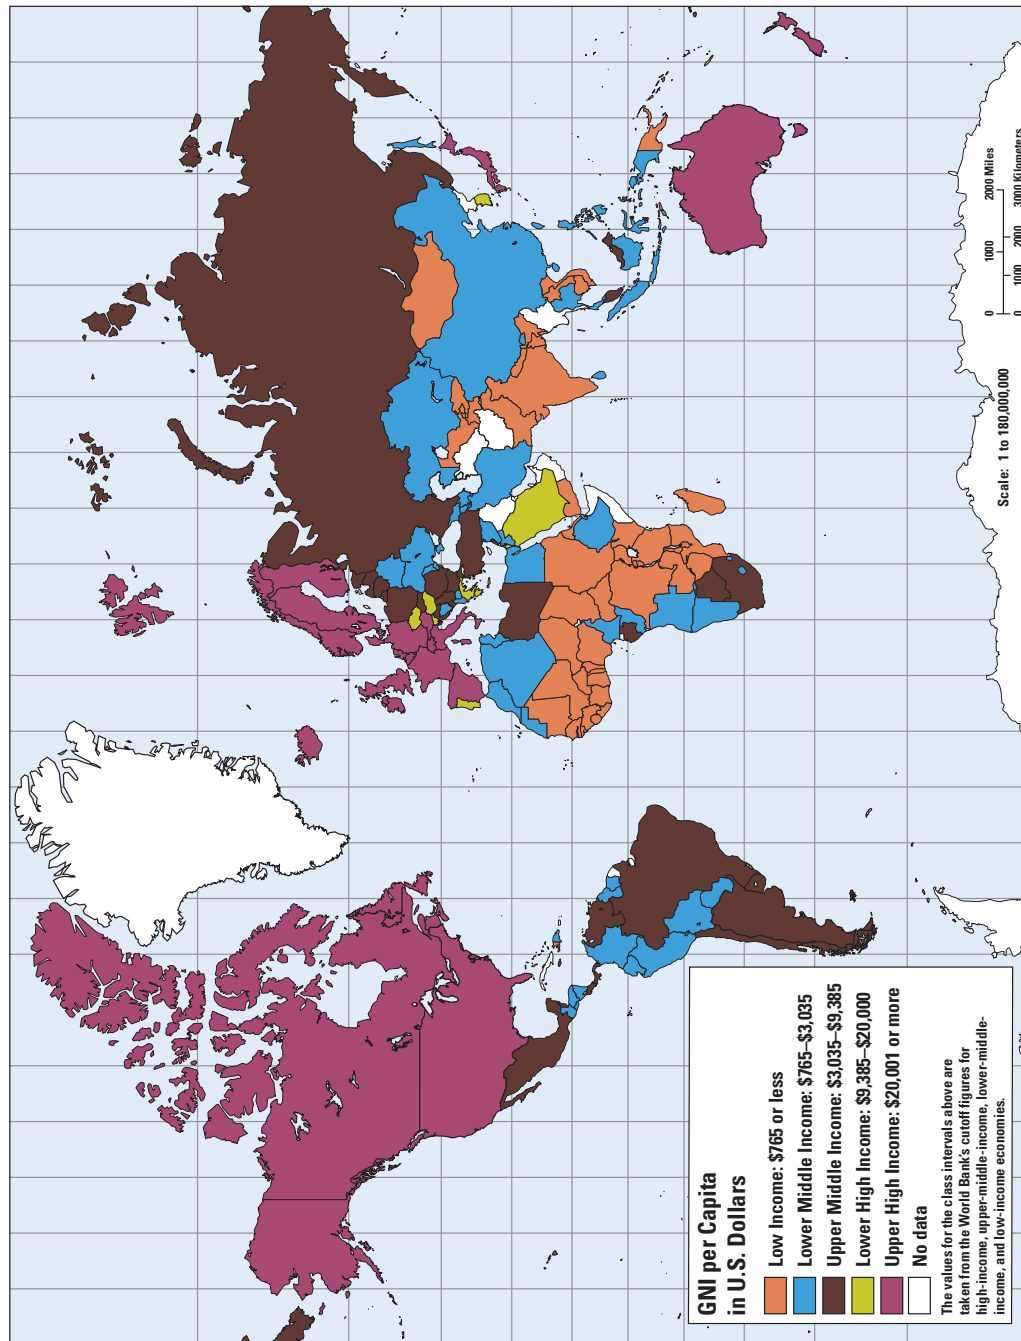 GNI per Capita
in U.S. Dollars
Low Income: $765 or less
Lower Middle Income: $765–$3,035
Upper Middle Income: $3,035–$9,385
Lower High Income: $9,385–$20,000
Upper High Income: $20,001 or more
No data
The values for the class intervals above are
taken from the World Bank's cutoff figures for
high-income, upper-middle-income, lower-middle-
income, and low-income economies.
Scale: 1 to 180,000,000
0 1000 2000 Miles
0 1000 2000 3000 Kilometers